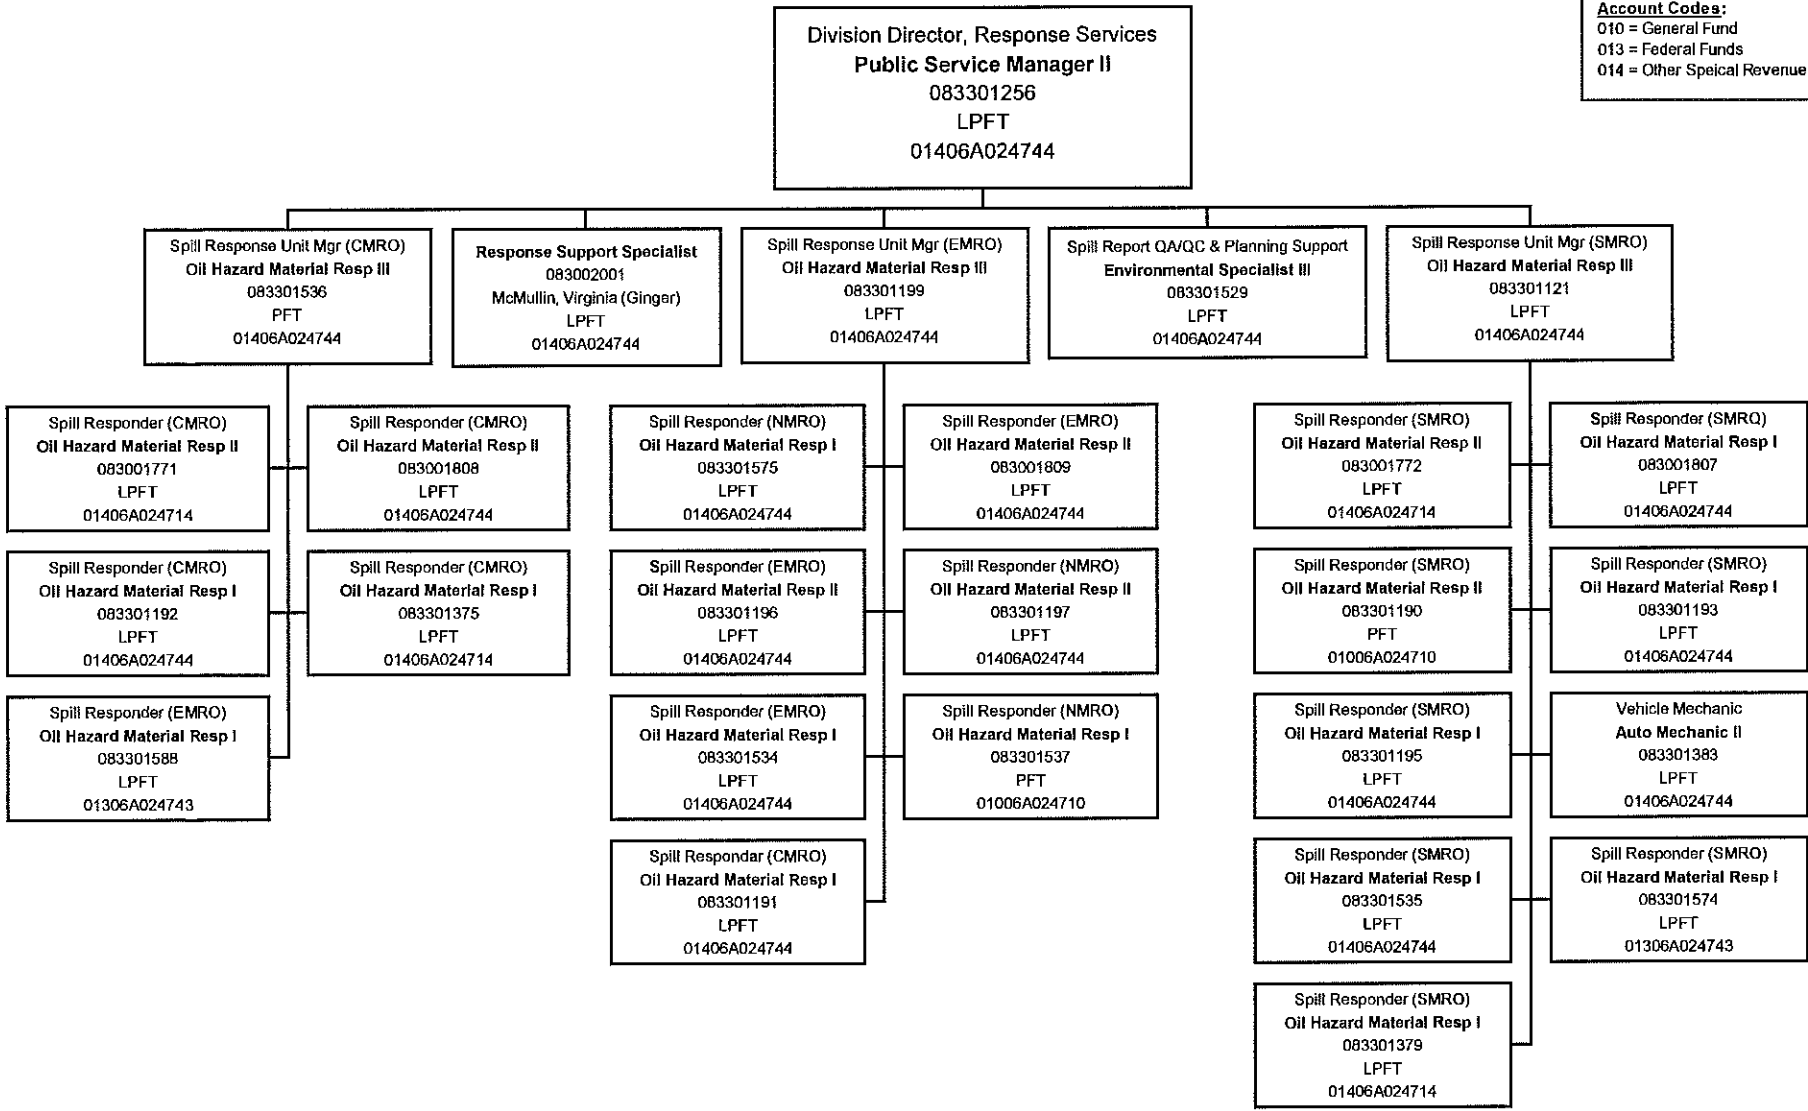 Account Codes:
010 = General Fund
013 = Federal Funds
014 = Other Speical Revenue
Division Director, Response Services
Public Service Manager II
083301256
LPFT
01406A024744
Spill Response Unit Mgr (CMRO)
Oil Hazard Material Resp III
083301536
PFT
01406A024744
Response Support Specialist
083002001
McMullin, Virginia (Ginger)
LPFT
01406A024744
Spill Response Unit Mgr (EMRO)
Oil Hazard Material Resp III
083301199
LPFT
01406A024744
Spill Report QA/QC & Planning Support
Environmental Specialist III
083301529
LPFT
01406A024744
Spill Response Unit Mgr (SMRO)
Oil Hazard Material Resp III
083301121
LPFT
01406A024744
Spill Responder (CMRO)
Oil Hazard Material Resp II
083001771
LPFT
01406A024714
Spill Responder (CMRO)
Oil Hazard Material Resp II
083001808
LPFT
01406A024744
Spill Responder (NMRO)
Oil Hazard Material Resp I
083301575
LPFT
01406A024744
Spill Responder (EMRO)
Oil Hazard Material Resp II
083001809
LPFT
01406A024744
Spill Responder (SMRO)
Oil Hazard Material Resp II
083001772
LPFT
01406A024714
Spill Responder (SMRO)
Oil Hazard Material Resp I
083001807
LPFT
01406A024744
Spill Responder (CMRO)
Oil Hazard Material Resp I
083301192
LPFT
01406A024744
Spill Responder (CMRO)
Oil Hazard Material Resp I
083301375
LPFT
01406A024714
Spill Responder (EMRO)
Oil Hazard Material Resp II
083301196
LPFT
01406A024744
Spill Responder (NMRO)
Oil Hazard Material Resp II
083301197
LPFT
01406A024744
Spill Responder (SMRO)
Oil Hazard Material Resp II
083301190
PFT
01006A024710
Spill Responder (SMRO)
Oil Hazard Material Resp I
083301193
LPFT
01406A024744
Spill Responder (EMRO)
Oil Hazard Material Resp I
083301588
LPFT
01306A024743
Spill Responder (EMRO)
Oil Hazard Material Resp I
083301534
LPFT
01406A024744
Spill Responder (NMRO)
Oil Hazard Material Resp I
083301537
PFT
01006A024710
Spill Responder (SMRO)
Oil Hazard Material Resp I
083301195
LPFT
01406A024744
Vehicle Mechanic
Auto Mechanic II
083301383
LPFT
01406A024744
Spill Responder (CMRO)
Oil Hazard Material Resp I
083301191
LPFT
01406A024744
Spill Responder (SMRO)
Oil Hazard Material Resp I
083301535
LPFT
01406A024744
Spill Responder (SMRO)
Oil Hazard Material Resp I
083301574
LPFT
01306A024743
Spill Responder (SMRO)
Oil Hazard Material Resp I
083301379
LPFT
01406A024714